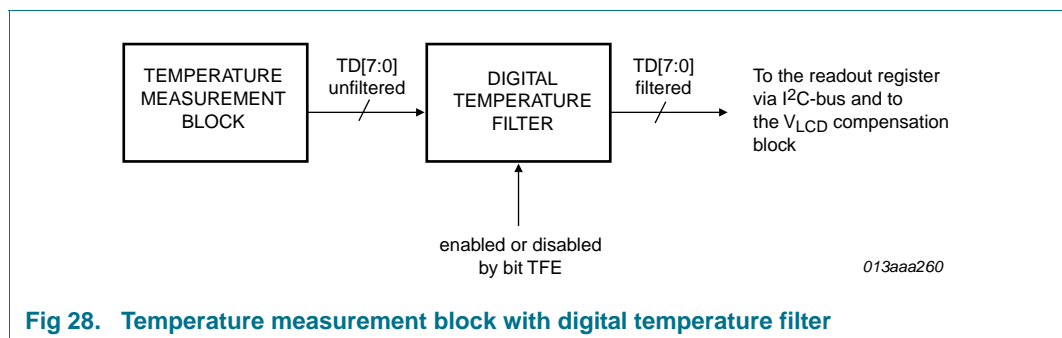 TEMPERATURE
MEASUREMENT
BLOCK
TD[7:0]
unfiltered
DIGITAL
TEMPERATURE
FILTER
TD[7:0]
filtered
To the readout register
via I2C-bus and to
the VLCD compensation
block
enabled or disabled
by bit TFE
013aaa260
Fig 28. Temperature measurement block with digital temperature filter